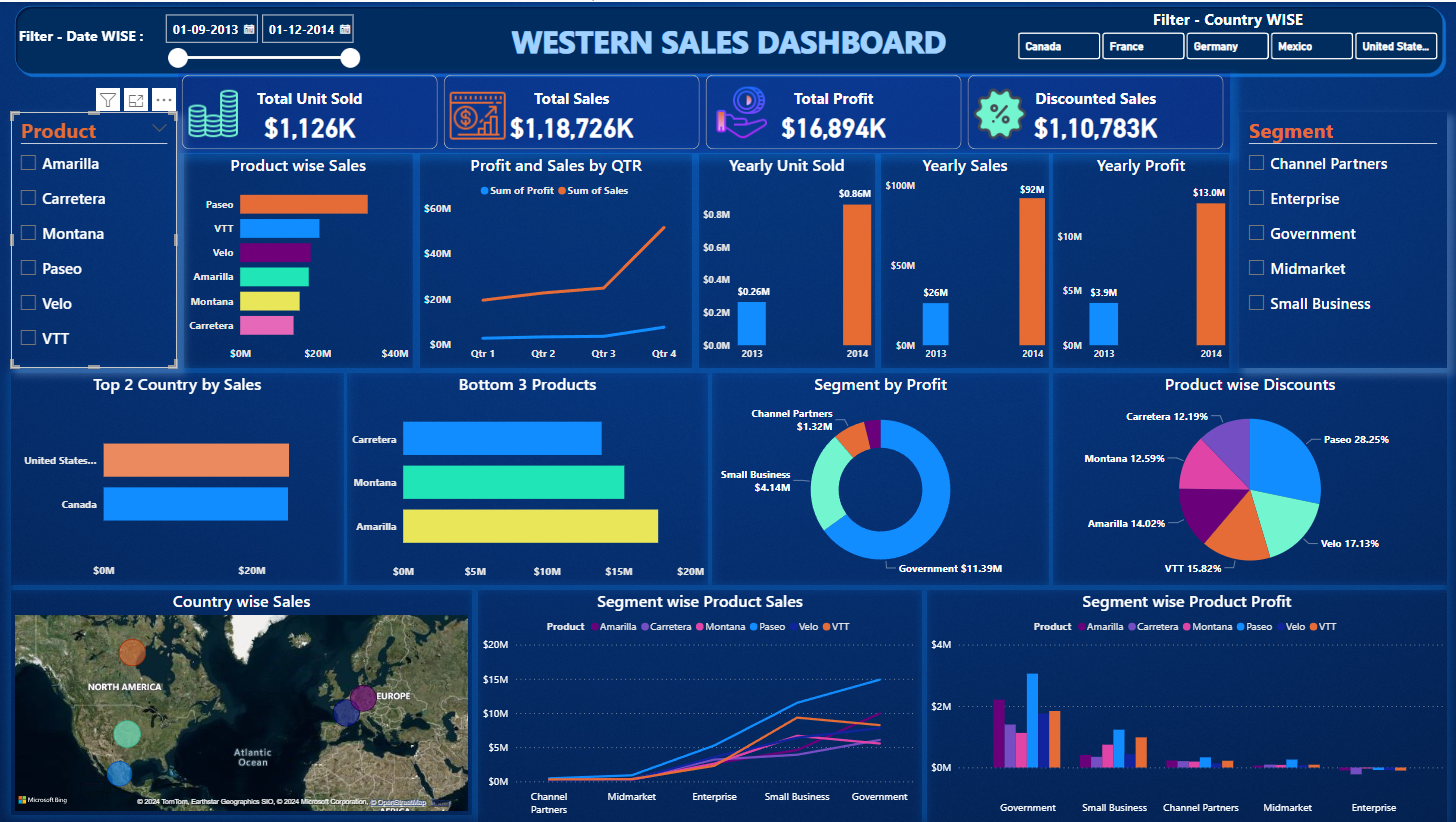 Filter - Date WISE :
01-09-2013
01-12-2014
WESTERN SALES DASHBOARD
Filter - Country WISE
Canada
France
Germany
Mexico
United State...
Product
Amarilla
Carretera
Montana
Paseo
Velo
VTT
Total Unit Sold
$1,126K
Total Sales
$1,18,726K
Total Profit
$16,894K
Discounted Sales
$1,10,783K
Segment
Channel Partners
Enterprise
Government
Midmarket
Small Business
Product wise Sales
Paseo
VTT
Velo
Amarilla
Montana
Carretera
$0M $20M $40M
Profit and Sales by QTR
Sum of Profit Sum of Sales
$60M
$40M
$20M
$0M
Qtr 1 Qtr 2 Qtr 3 Qtr 4
Yearly Unit Sold
$0.86M
$0.8M
$0.6M
$0.4M
$0.26M
$0.2M
$0.0M
2013 2014
Yearly Sales
$100M
$92M
$50M
$26M
$0M
2013 2014
Yearly Profit
$13.0M
$10M
$5M
$3.9M
$0M
2013 2014
Top 2 Country by Sales
United States...
Canada
$0M $20M
Bottom 3 Products
Carretera
Montana
Amarilla
$0M $5M $10M $15M $20M
Segment by Profit
Channel Partners
$1.32M
Small Business
$4.14M
Government $11.39M
Product wise Discounts
Carretera 12.19%
Paseo 28.25%
Montana 12.59%
Amarilla 14.02%
Velo 17.13%
VTT 15.82%
Country wise Sales
NORTH AMERICA
EUROPE
Atlantic
Ocean
AFRICA
Microsoft Bing
© 2024 TomTom, Earthstar Geographics SIO, © 2024 Microsoft Corporation, © OpenStreetMap
Segment wise Product Sales
Product Amarilla Carretera Montana Paseo Velo VTT
$20M
$15M
$10M
$5M
$0M
Channel Partners
Midmarket
Enterprise
Small Business
Government
Segment wise Product Profit
Product Amarilla Carretera Montana Paseo Velo VTT
$4M
$2M
$0M
Government Small Business Channel Partners Midmarket Enterprise